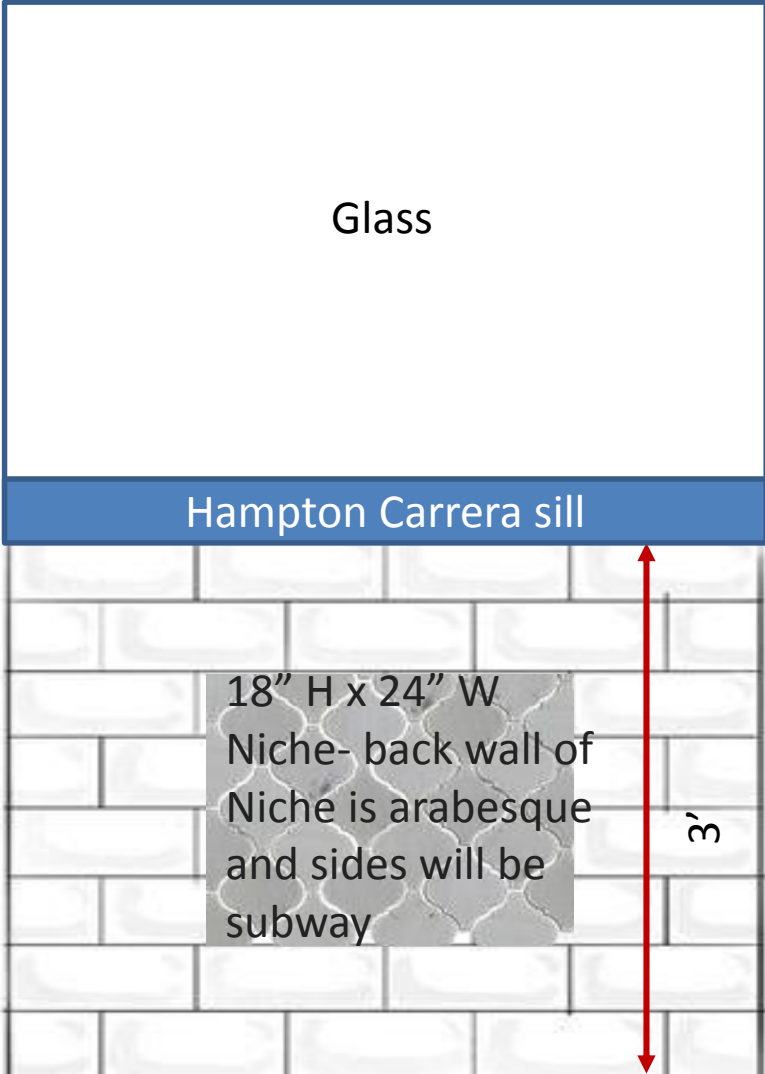 Glass
Hampton Carrera sill
18” H x 24” W
Niche- back wall of
Niche is arabesque
and sides will be
subway
3’